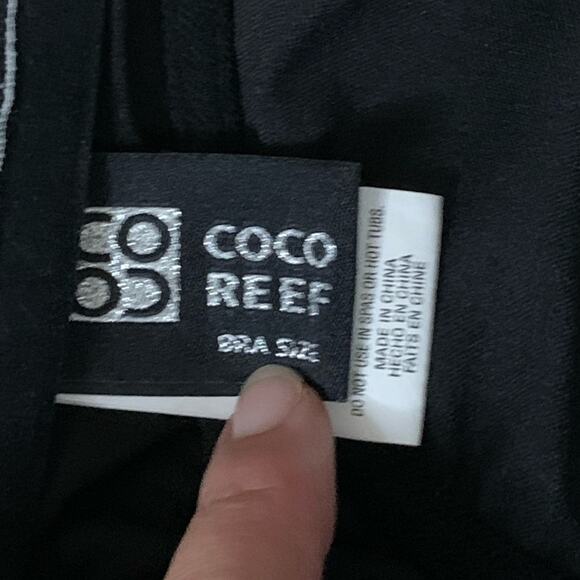 COCO
REEF
BRA SIZE
DO NOT USE IN SPAS OR HOT TUBS.
MADE IN CHINA
HECHO EN CHINA
FAITS EN CHINE